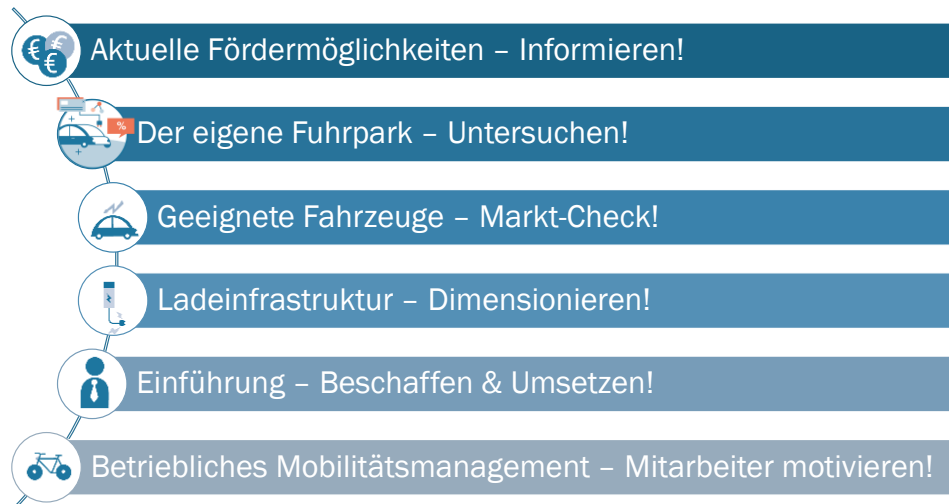 € € €
Aktuelle Fördermöglichkeiten – Informieren!
%
Der eigene Fuhrpark – Untersuchen!
Geeignete Fahrzeuge – Markt-Check!
Ladeinfrastruktur – Dimensionieren!
Einführung – Beschaffen & Umsetzen!
Betriebliches Mobilitätsmanagement – Mitarbeiter motivieren!